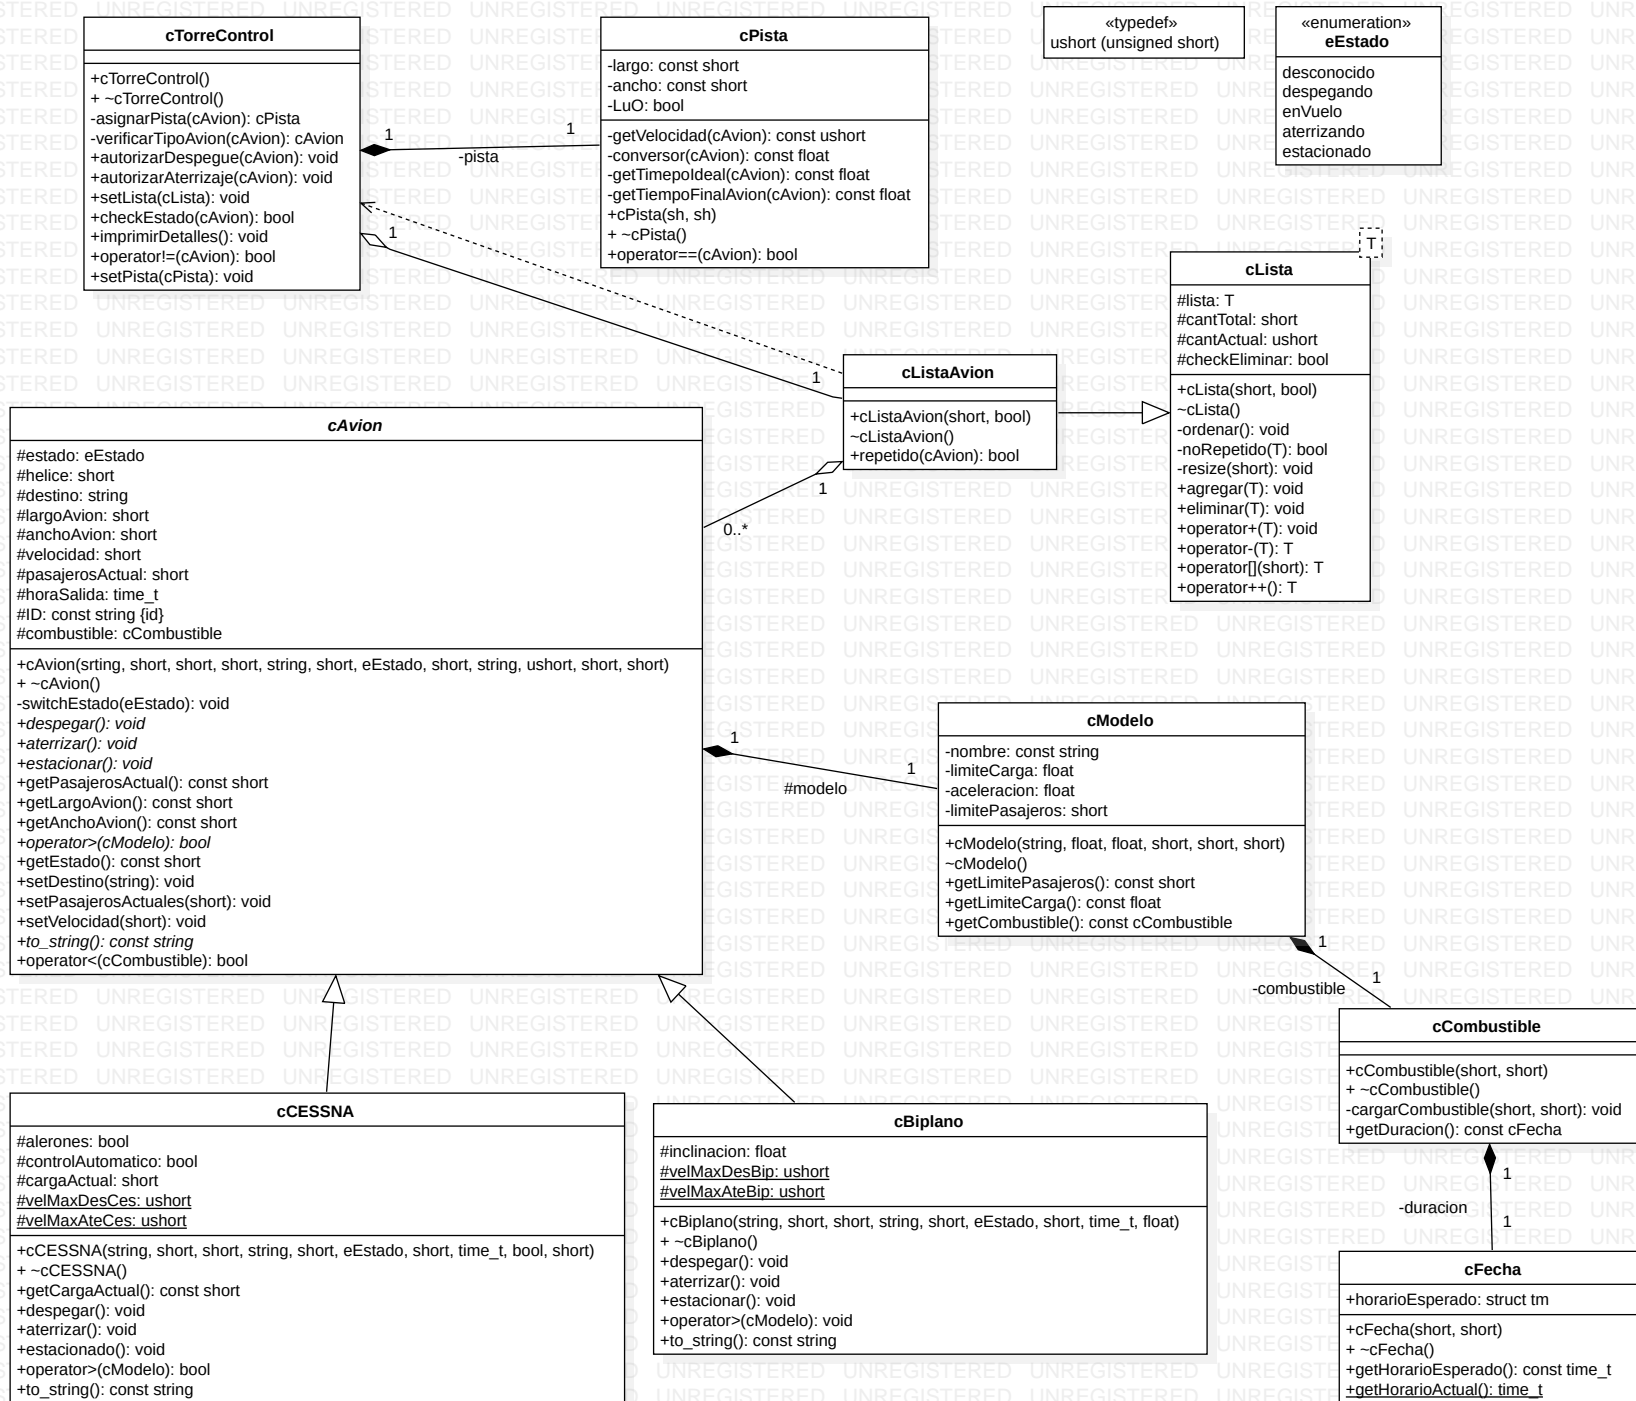 cTorreControl
+cTorreControl()
+ ~cTorreControl()
-asignarPista(cAvion): cPista
-verificarTipoAvion(cAvion): cAvion
+autorizarDespegue(cAvion): void
+autorizarAterrizaje(cAvion): void
+setLista(cLista): void
+checkEstado(cAvion): bool
+imprimirDetalles(): void
+operator!=(cAvion): bool
+setPista(cPista): void
1
1
-pista
1
1
cPista
-largo: const short
-ancho: const short
-LuO: bool
-getVelocidad(cAvion): const ushort
-conversor(cAvion): const float
-getTimepoIdeal(cAvion): const float
-getTiempoFinalAvion(cAvion): const float
+cPista(sh, sh)
+ ~cPista()
+operator==(cAvion): bool
«typedef»
ushort (unsigned short)
«enumeration»
eEstado
desconocido
despegando
enVuelo
aterrizando
estacionado
T
cLista
#lista: T
#cantTotal: short
#cantActual: ushort
#checkEliminar: bool
+cLista(short, bool)
~cLista()
-ordenar(): void
-noRepetido(T): bool
-resize(short): void
+agregar(T): void
+eliminar(T): void
+operator+(T): void
+operator-(T): T
+operator[](short): T
+operator++(): T
cListaAvion
+cListaAvion(short, bool)
~cListaAvion()
+repetido(cAvion): bool
1
0..*
cAvion
#estado: eEstado
#helice: short
#destino: string
#largoAvion: short
#anchoAvion: short
#velocidad: short
#pasajerosActual: short
#horaSalida: time_t
#ID: const string {id}
#combustible: cCombustible
+cAvion(srting, short, short, short, string, short, eEstado, short, string, ushort, short, short)
+ ~cAvion()
-switchEstado(eEstado): void
+despegar(): void
+aterrizar(): void
+estacionar(): void
+getPasajerosActual(): const short
+getLargoAvion(): const short
+getAnchoAvion(): const short
+operator>(cModelo): bool
+getEstado(): const short
+setDestino(string): void
+setPasajerosActuales(short): void
+setVelocidad(short): void
+to_string(): const string
+operator<(cCombustible): bool
1
1
#modelo
cModelo
-nombre: const string
-limiteCarga: float
-aceleracion: float
-limitePasajeros: short
+cModelo(string, float, float, short, short, short)
~cModelo()
+getLimitePasajeros(): const short
+getLimiteCarga(): const float
+getCombustible(): const cCombustible
1
1
-combustible
cCombustible
+cCombustible(short, short)
+ ~cCombustible()
-cargarCombustible(short, short): void
+getDuracion(): const cFecha
1
-duracion
1
cFecha
+horarioEsperado: struct tm
+cFecha(short, short)
+ ~cFecha()
+getHorarioEsperado(): const time_t
+getHorarioActual(): time_t
cCESSNA
#alerones: bool
#controlAutomatico: bool
#cargaActual: short
#velMaxDesCes: ushort
#velMaxAteCes: ushort
+cCESSNA(string, short, short, string, short, eEstado, short, time_t, bool, short)
+ ~cCESSNA()
+getCargaActual(): const short
+despegar(): void
+aterrizar(): void
+estacionado(): void
+operator>(cModelo): bool
+to_string(): const string
cBiplano
#inclinacion: float
#velMaxDesBip: ushort
#velMaxAteBip: ushort
+cBiplano(string, short, short, string, short, eEstado, short, time_t, float)
+ ~cBiplano()
+despegar(): void
+aterrizar(): void
+estacionar(): void
+operator>(cModelo): void
+to_string(): const string
UNREGISTERED